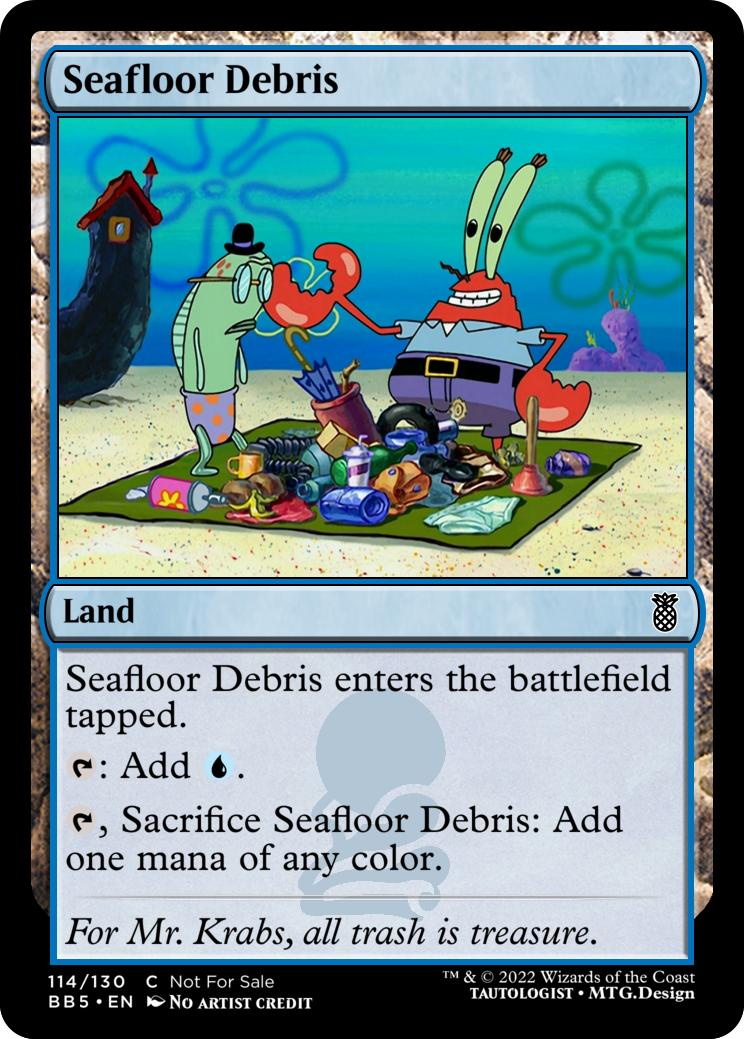 Seafloor Debris
Land
Seafloor Debris enters the battlefield
tapped.
: Add .
, Sacrifice Seafloor Debris: Add
one mana of any color.
For Mr. Krabs, all trash is treasure.
114/130 C Not For Sale
BB5 • EN NO ARTIST CREDIT
™ & © 2022 Wizards of the Coast
TAUTOLOGIST • MTG.Design